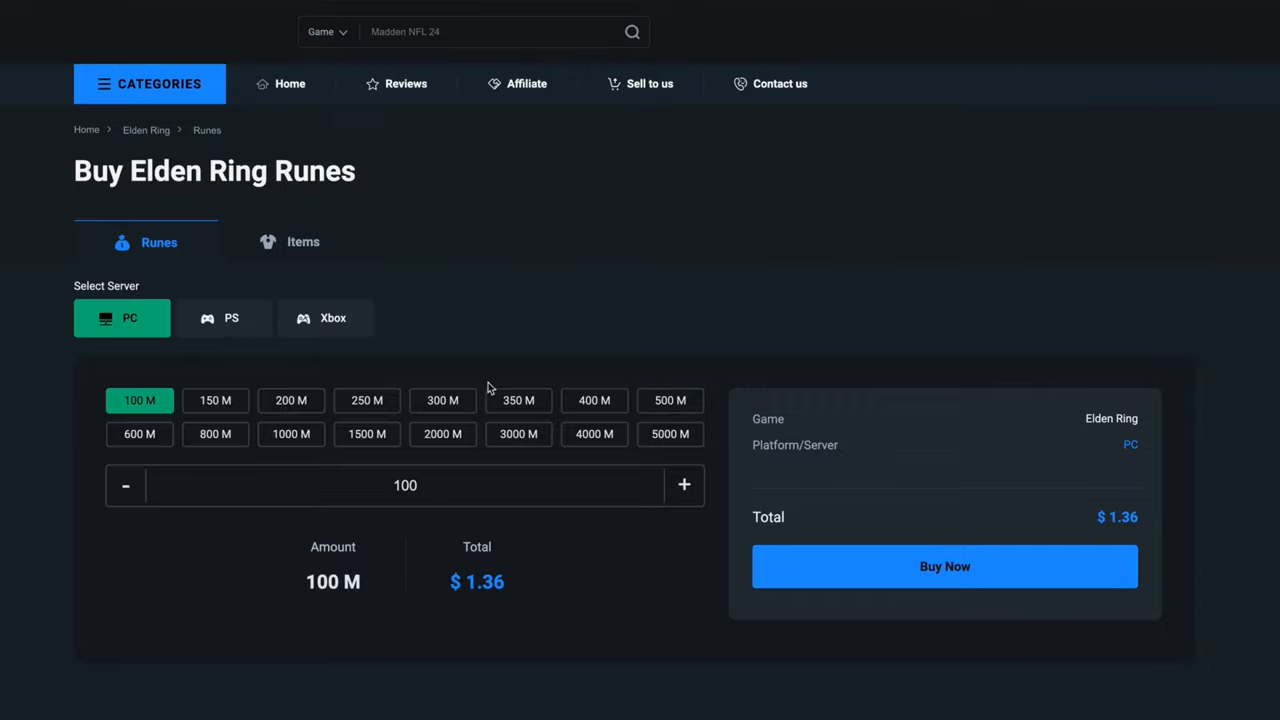 Game
Madden NFL 24
CATEGORIES
Home
Reviews
Affiliate
Sell to us
Contact us
Home > Elden Ring > Runes
Buy Elden Ring Runes
Runes
Items
Select Server
PC
PS
Xbox
100 M 150 M 200 M 250 M 300 M 350 M 400 M 500 M
600 M 800 M 1000 M 1500 M 2000 M 3000 M 4000 M 5000 M
- 100 +
Amount
100 M
Total
$ 1.36
Game Elden Ring
Platform/Server PC
Total $ 1.36
Buy Now